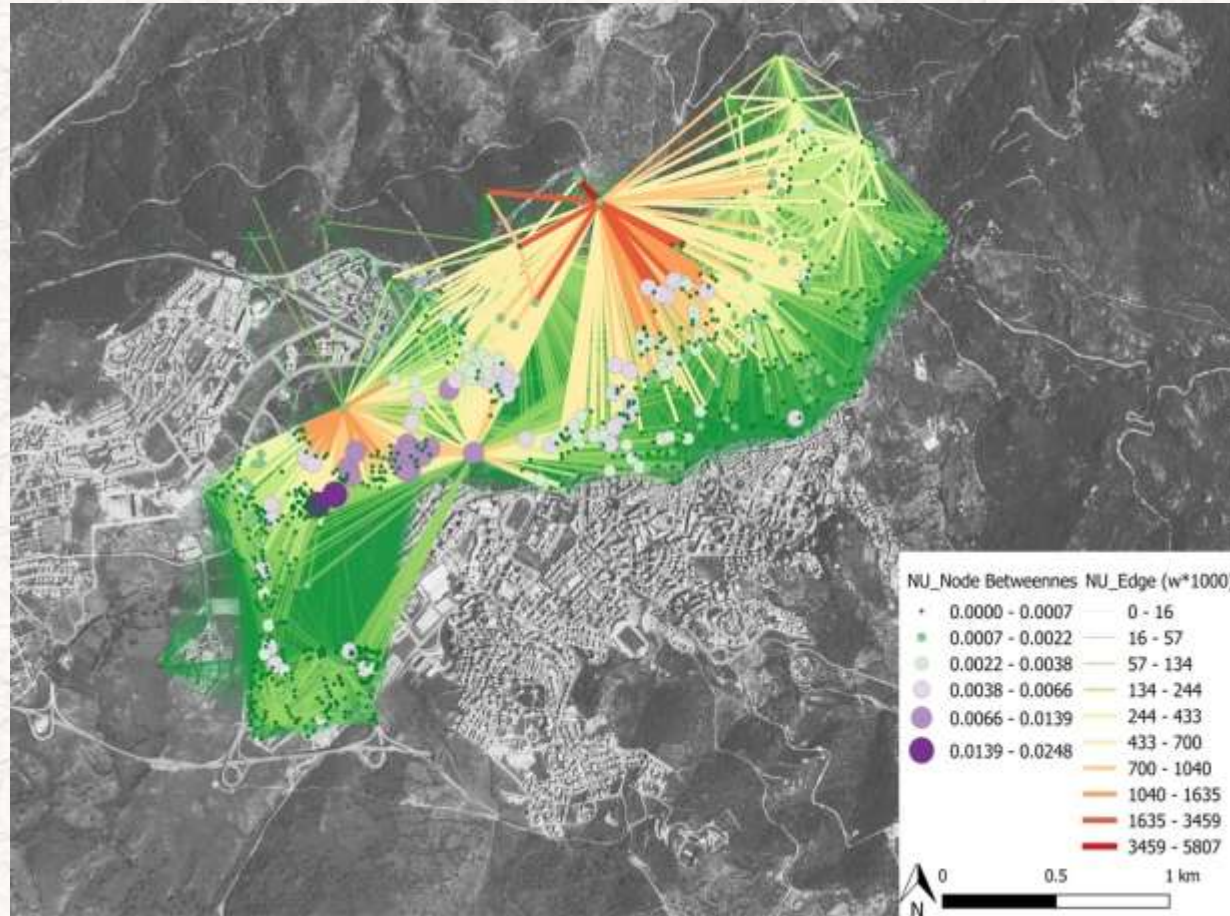 NU_Node Betweennes NU_Edge (w*1000)
0.0000 - 0.0007
0.0007 - 0.0022
0.0022 - 0.0038
0.0038 - 0.0066
0.0066 - 0.0139
0.0139 - 0.0248
0 - 16
16 - 57
57 - 134
134 - 244
244 - 433
433 - 700
700 - 1040
1040 - 1635
1635 - 3459
3459 - 5807
0 0.5 1 km
N